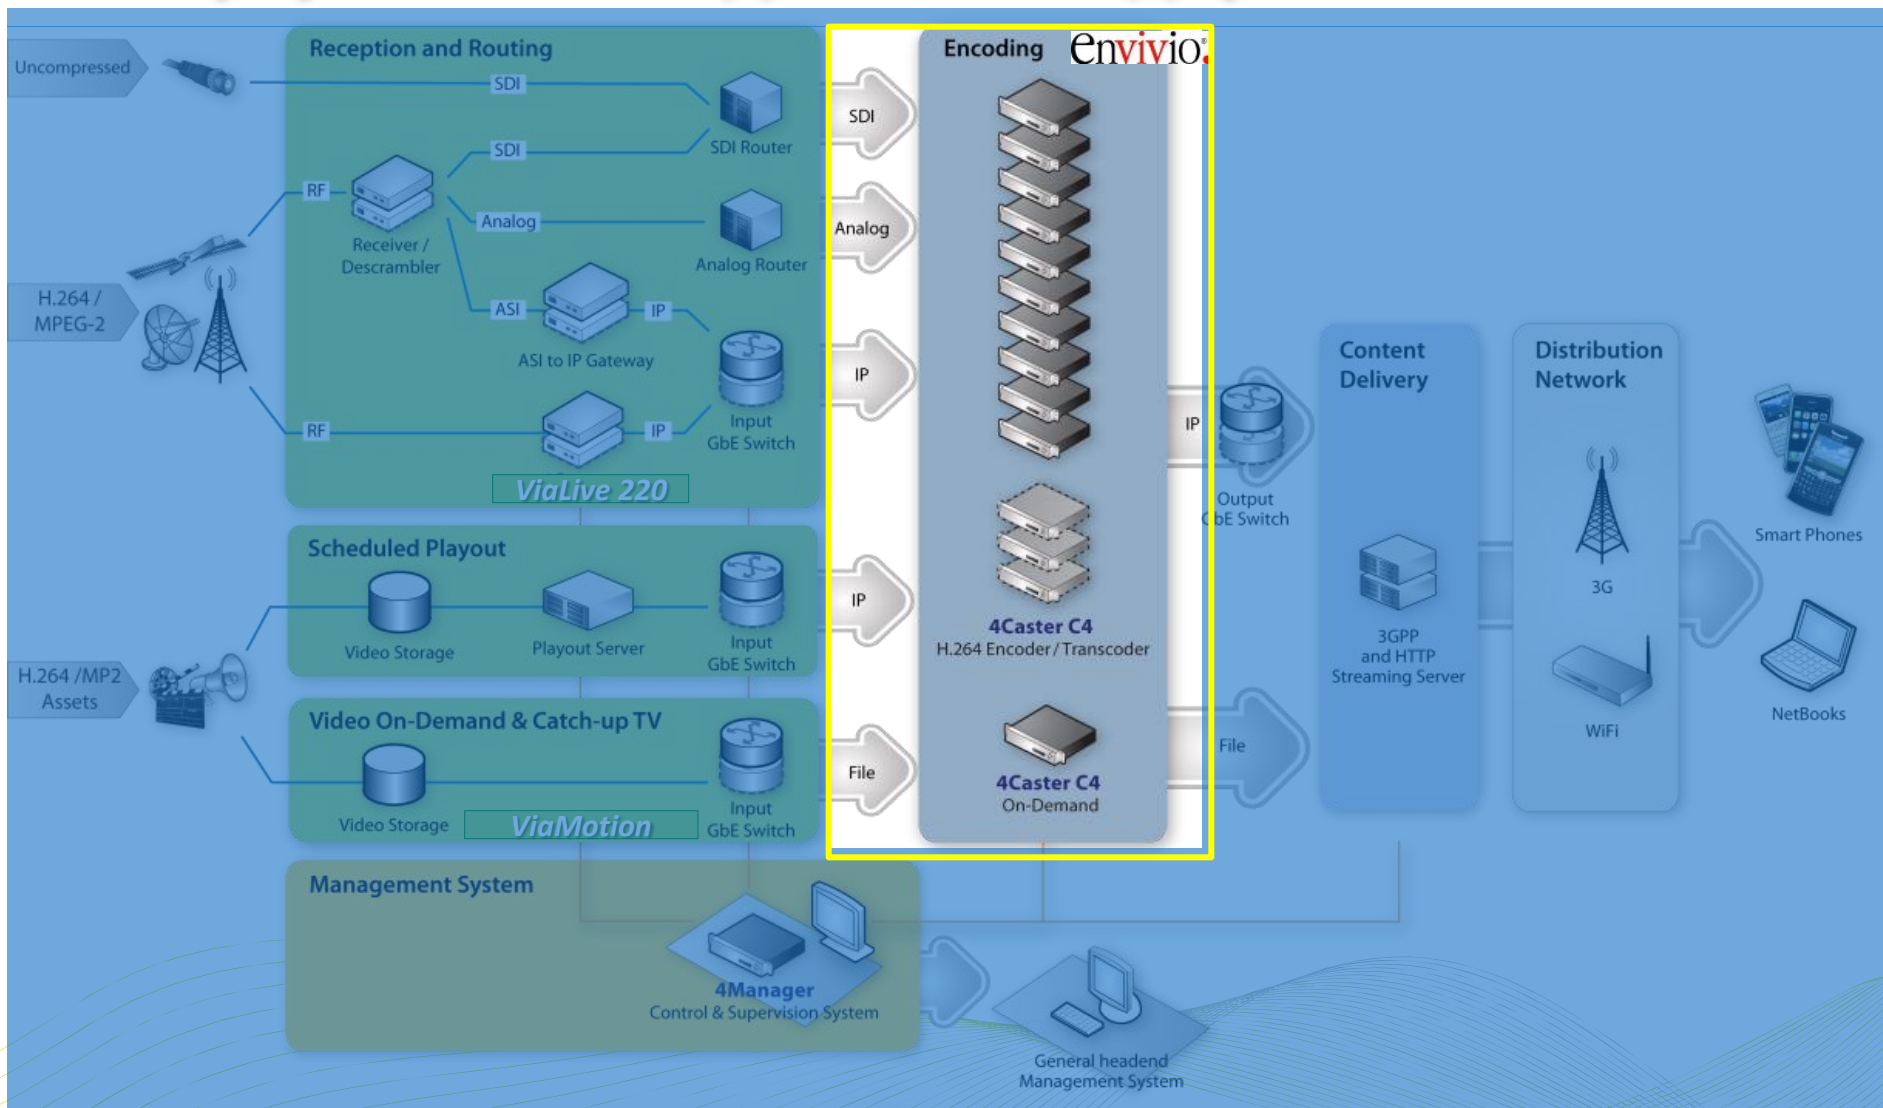 Uncompressed
H.264 /
MPEG-2
H.264 /MP2
Assets
Reception and Routing
SDI
SDI
RF
Analog
ASI
IP
RF
IP
SDI Router
Receiver /
Descrambler
Analog Router
ASI to IP Gateway
Input
GbE Switch
ViaLive 220
Scheduled Playout
Video Storage
Playout Server
Input
GbE Switch
Video On-Demand & Catch-up TV
Video Storage
ViaMotion
Input
GbE Switch
Management System
4Manager
Control & Supervision System
General headend
Management System
SDI
Analog
IP
IP
File
Encoding
envivio
4Caster C4
H.264 Encoder / Transcoder
4Caster C4
On-Demand
IP
Output
GbE Switch
File
Content
Delivery
3GPP
and HTTP
Streaming Server
Distribution
Network
3G
WiFi
Smart Phones
NetBooks